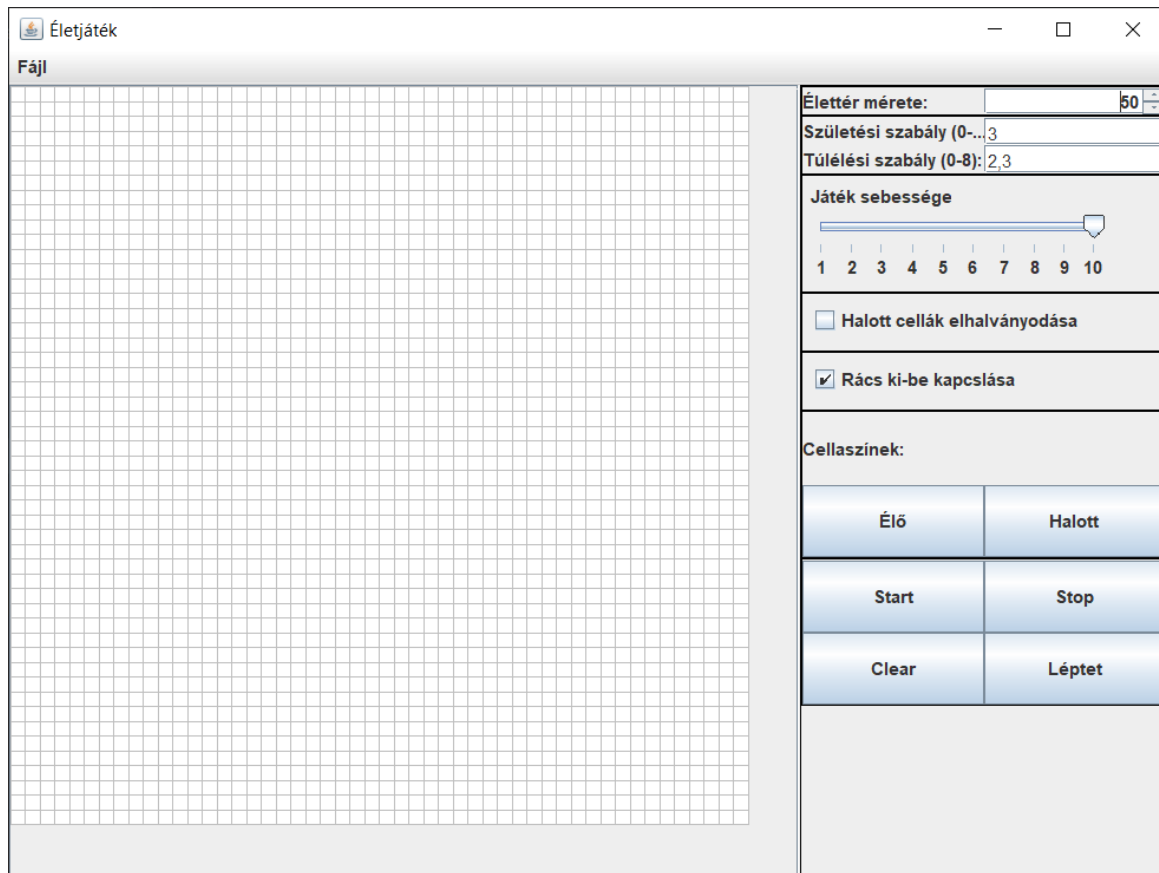 Életjáték
Fájl
Élettér mérete: 50
Születési szabály (0-... 3
Túlélési szabály (0-8): 2,3
Játék sebessége
1 2 3 4 5 6 7 8 9 10
Halott cellák elhalványodása
Rács ki-be kapcslása
Cellaszínek:
Élő Halott
Start Stop
Clear Léptet